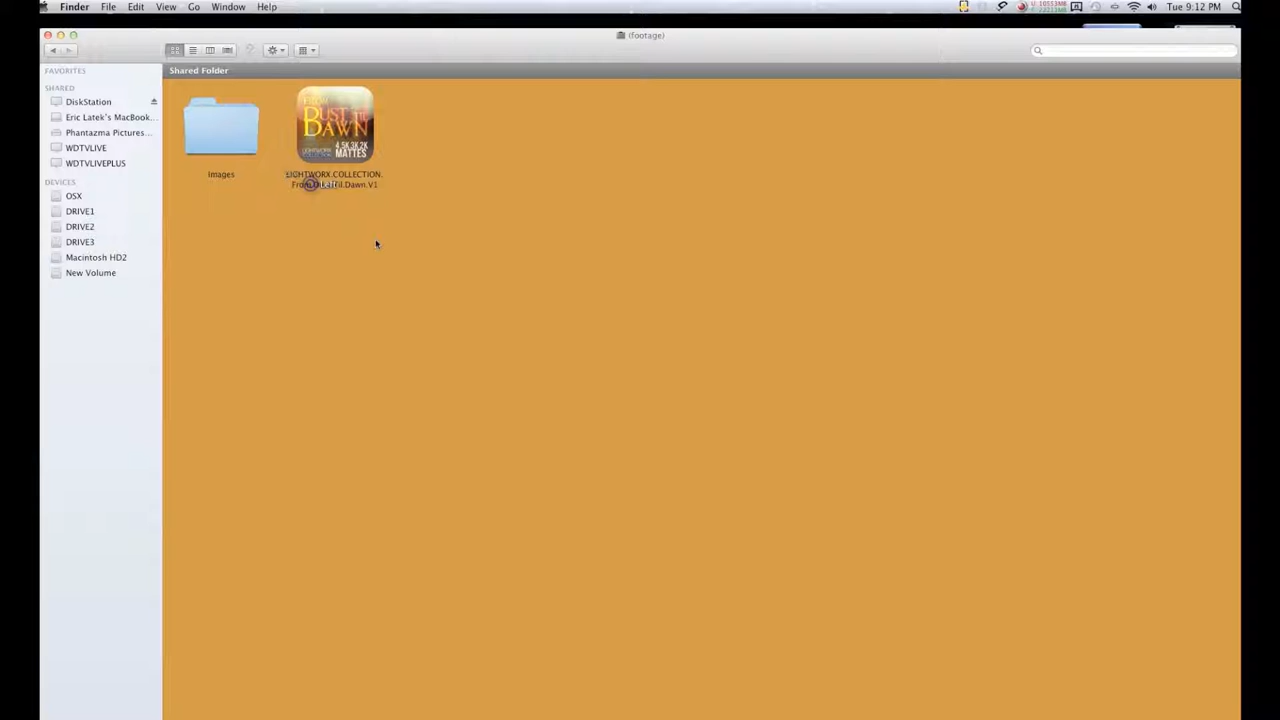 Finder File Edit View Go Window Help
Tue 9:12 PM
(footage)
Shared Folder
FAVORITES
SHARED
DiskStation
Eric Latek's MacBook...
Phantazma Pictures...
WDTVLIVE
WDTVLIVEPLUS
DEVICES
OSX
DRIVE1
DRIVE2
DRIVE3
Macintosh HD2
New Volume
FROM
DUST TIL
DAWN
4.5K,3K,2K
MATTES
Images
LIGHTWORX.COLLECTION.
Left